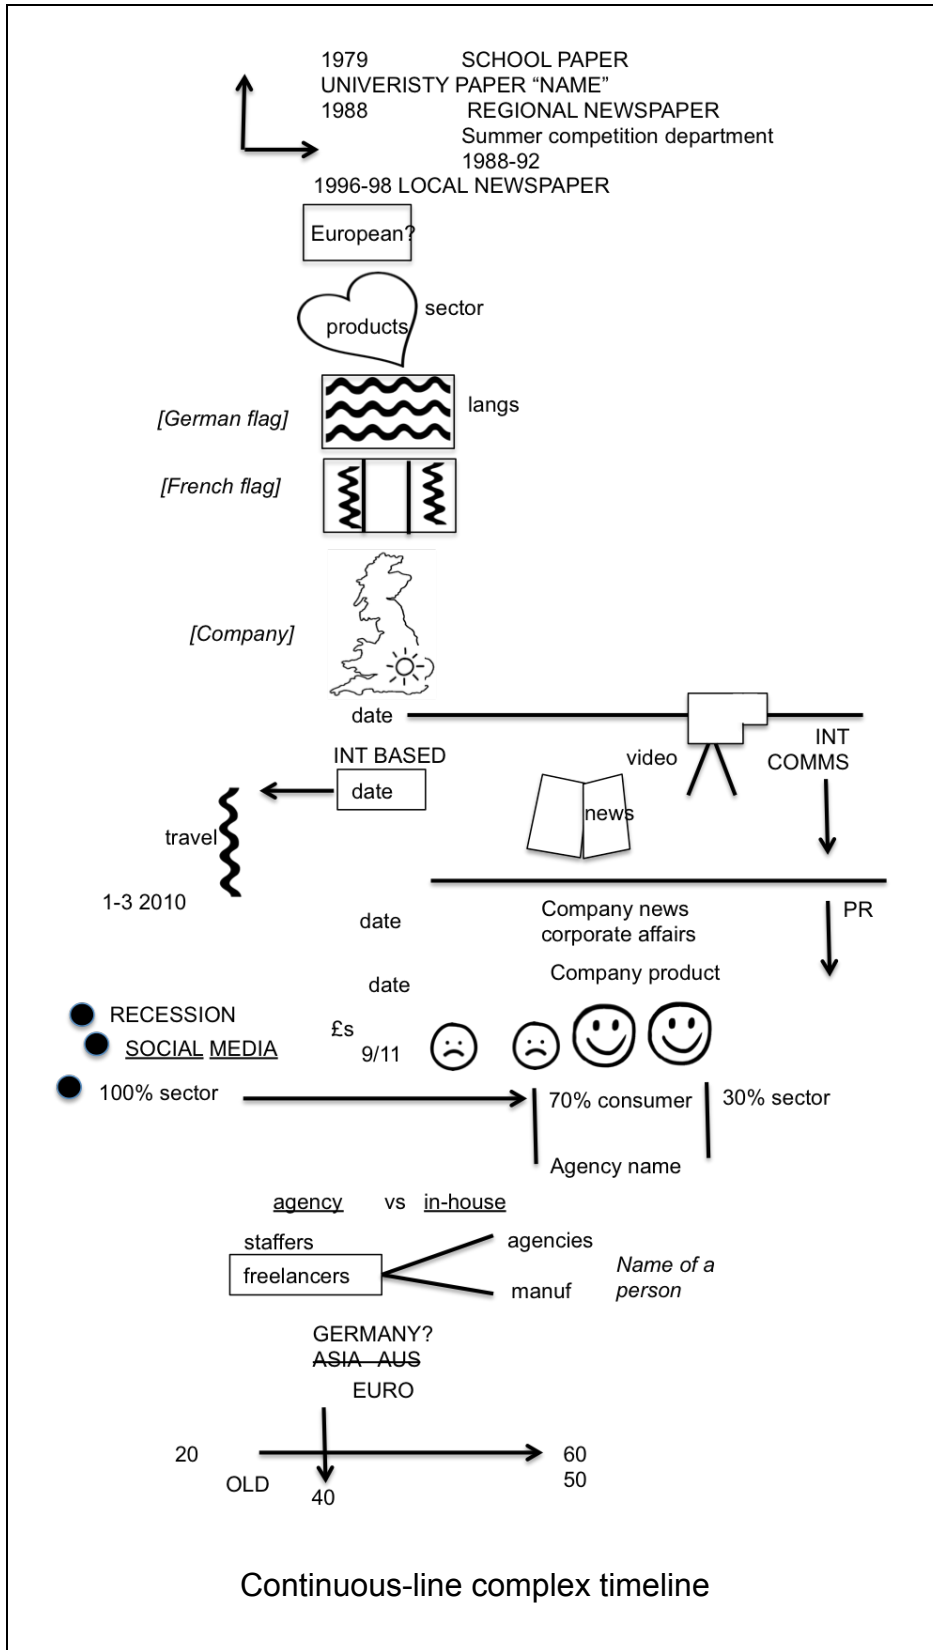 1979 SCHOOL PAPER
UNIVERISTY PAPER “NAME”
1988 REGIONAL NEWSPAPER
Summer competition department
1988-92
1996-98 LOCAL NEWSPAPER
European?
sector
products
langs
[German flag]
[French flag]
[Company]
date
INT
COMMS
video
INT BASED
date
news
travel
1-3 2010
date
Company news
corporate affairs
PR
Company product
date
RECESSION
£s
SOCIAL MEDIA
9/11
100% sector
70% consumer
30% sector
Agency name
agency vs in-house
staffers
agencies
freelancers
manuf
Name of a
person
GERMANY?
ASIA AUS
EURO
20
60
50
OLD
40
Continuous-line complex timeline